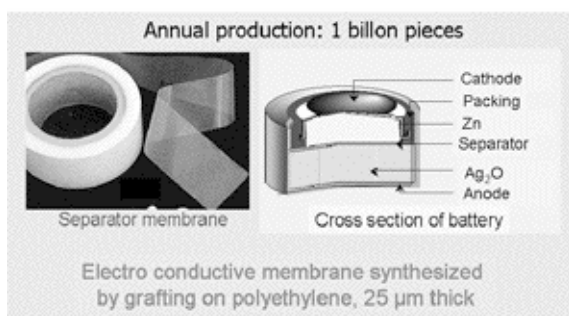 Annual production: 1 billon pieces
Cathode
Packing
Zn
Separator
Ag₂O
Anode
Separator membrane
Cross section of battery
Electro conductive membrane synthesized
by grafting on polyethylene, 25 µm thick